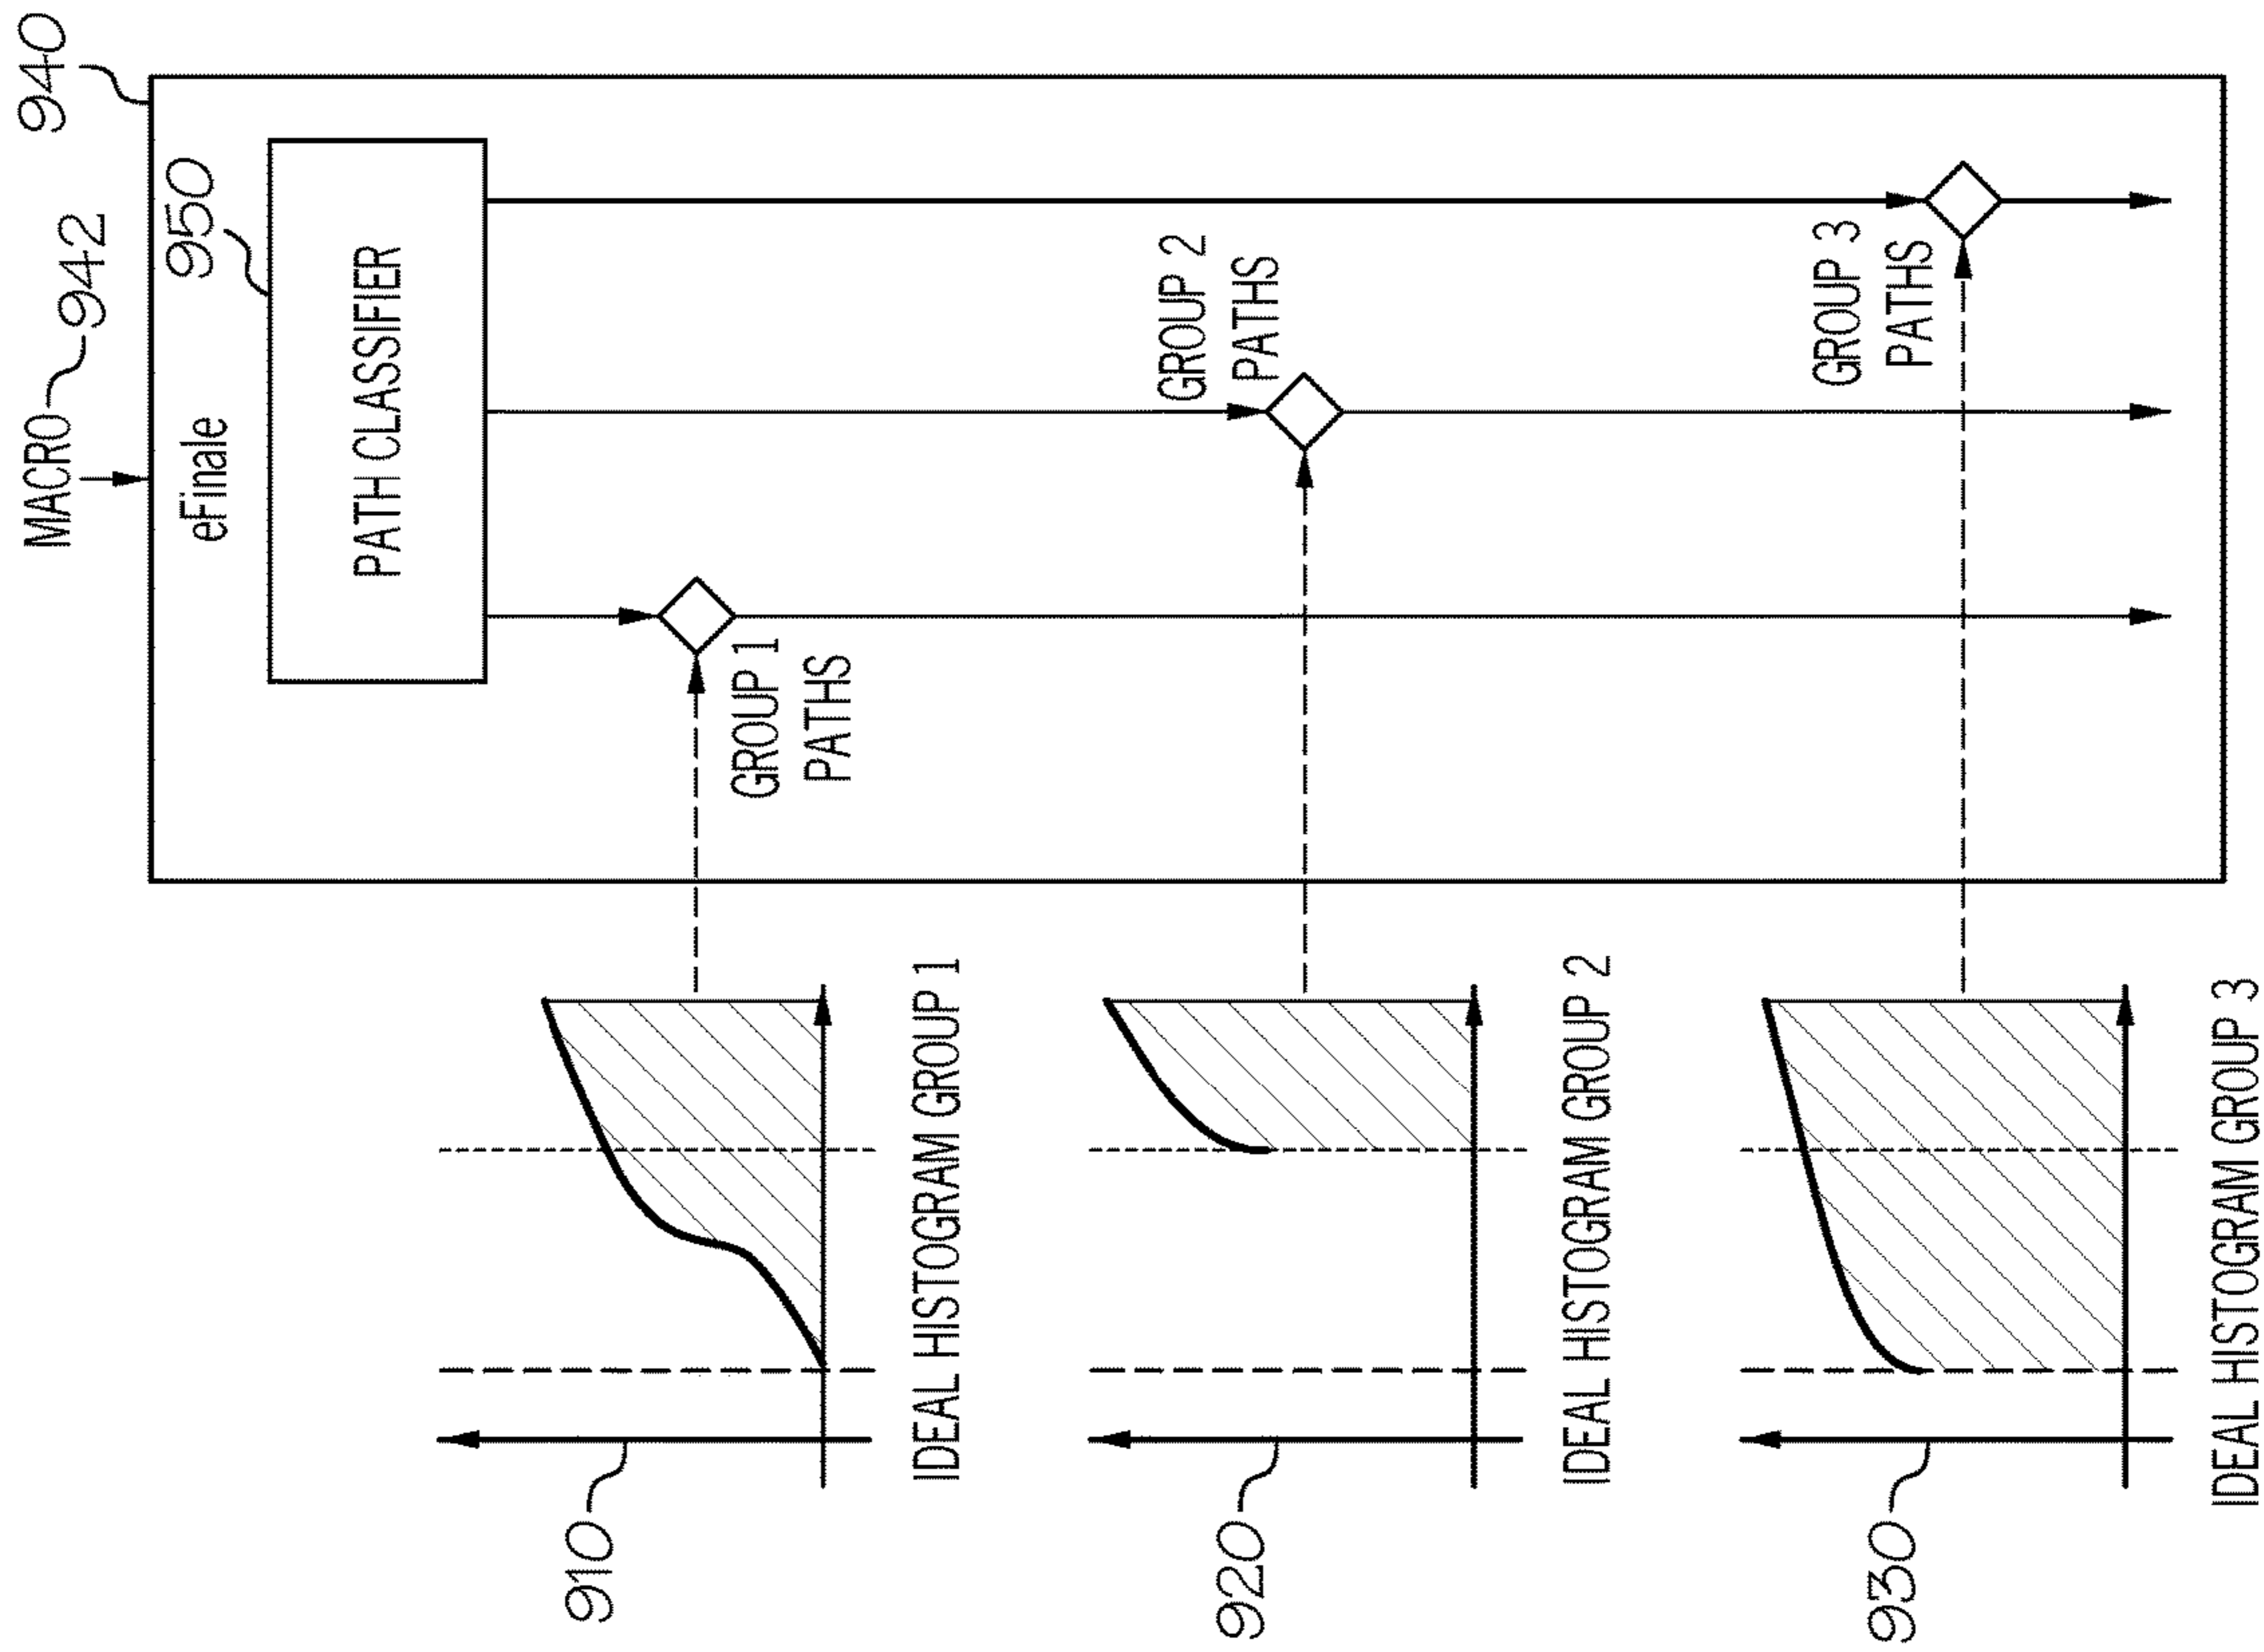 MACRO 942
940
eFinale
950
PATH CLASSIFIER
GROUP 1
PATHS
GROUP 2
PATHS
GROUP 3
PATHS
910
IDEAL HISTOGRAM GROUP 1
920
IDEAL HISTOGRAM GROUP 2
930
IDEAL HISTOGRAM GROUP 3